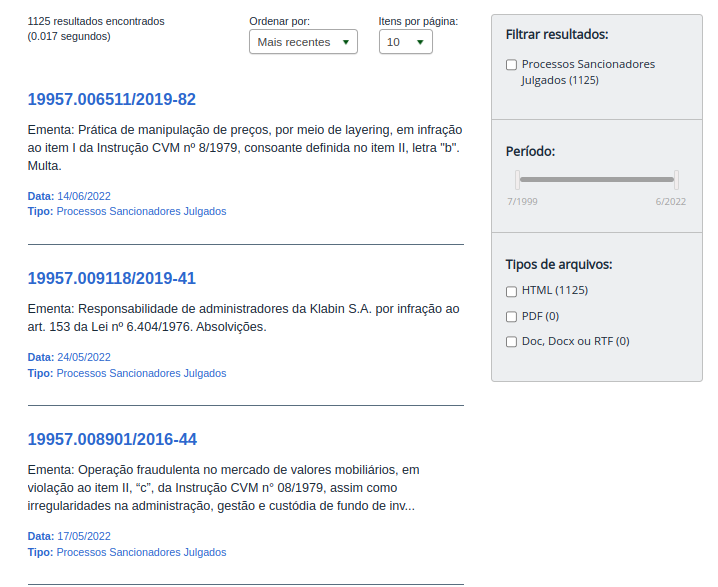 1125 resultados encontrados
(0.017 segundos)
Ordenar por:
Mais recentes
Itens por página:
10
19957.006511/2019-82
Ementa: Prática de manipulação de preços, por meio de layering, em infração
ao item I da Instrução CVM nº 8/1979, consoante definida no item II, letra "b".
Multa.
Data: 14/06/2022
Tipo: Processos Sancionadores Julgados
19957.009118/2019-41
Ementa: Responsabilidade de administradores da Klabin S.A. por infração ao
art. 153 da Lei nº 6.404/1976. Absolvições.
Data: 24/05/2022
Tipo: Processos Sancionadores Julgados
19957.008901/2016-44
Ementa: Operação fraudulenta no mercado de valores mobiliários, em
violação ao item II, “c”, da Instrução CVM n° 08/1979, assim como
irregularidades na administração, gestão e custódia de fundo de inv...
Data: 17/05/2022
Tipo: Processos Sancionadores Julgados
Filtrar resultados:
Processos Sancionadores
Julgados (1125)
Período:
7/1999
6/2022
Tipos de arquivos:
HTML (1125)
PDF (0)
Doc, Docx ou RTF (0)